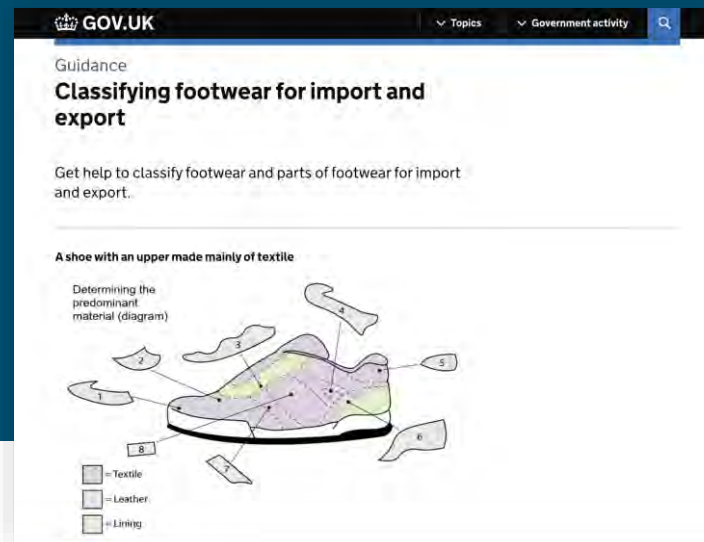 GOV.UK
Topics
Government activity
Guidance
Classifying footwear for import and
export
Get help to classify footwear and parts of footwear for import
and export.
A shoe with an upper made mainly of textile
Determining the
predominant
material (diagram)
4
3
2
5
1
6
8
7
= Textile
= Leather
= Lining